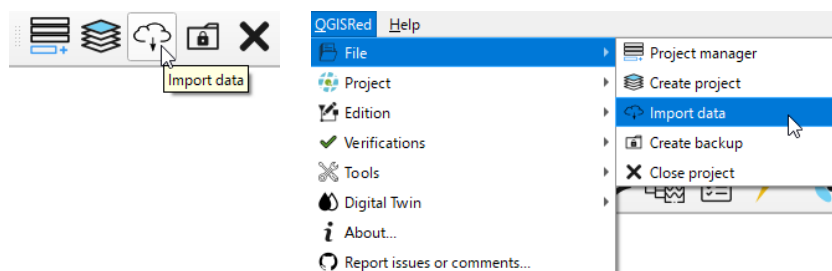 Import data
QGISRed Help
File
Project
Edition
Verifications
Tools
Digital Twin
About...
Report issues or comments...
Project manager
Create project
Import data
Create backup
Close project